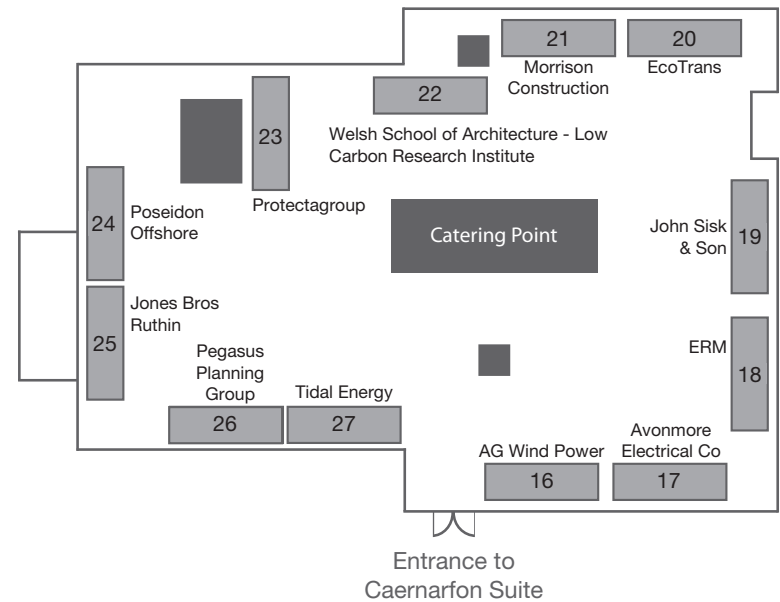 21
20
Morrison
Construction
EcoTrans
22
Welsh School of Architecture - Low
Carbon Research Institute
23
Protectagroup
24
Poseidon
Offshore
Catering Point
John Sisk
& Son
19
25
Jones Bros
Ruthin
ERM
18
Pegasus
Planning
Group
26
Tidal Energy
27
AG Wind Power
16
Avonmore
Electrical Co
17
Entrance to
Caernarfon Suite